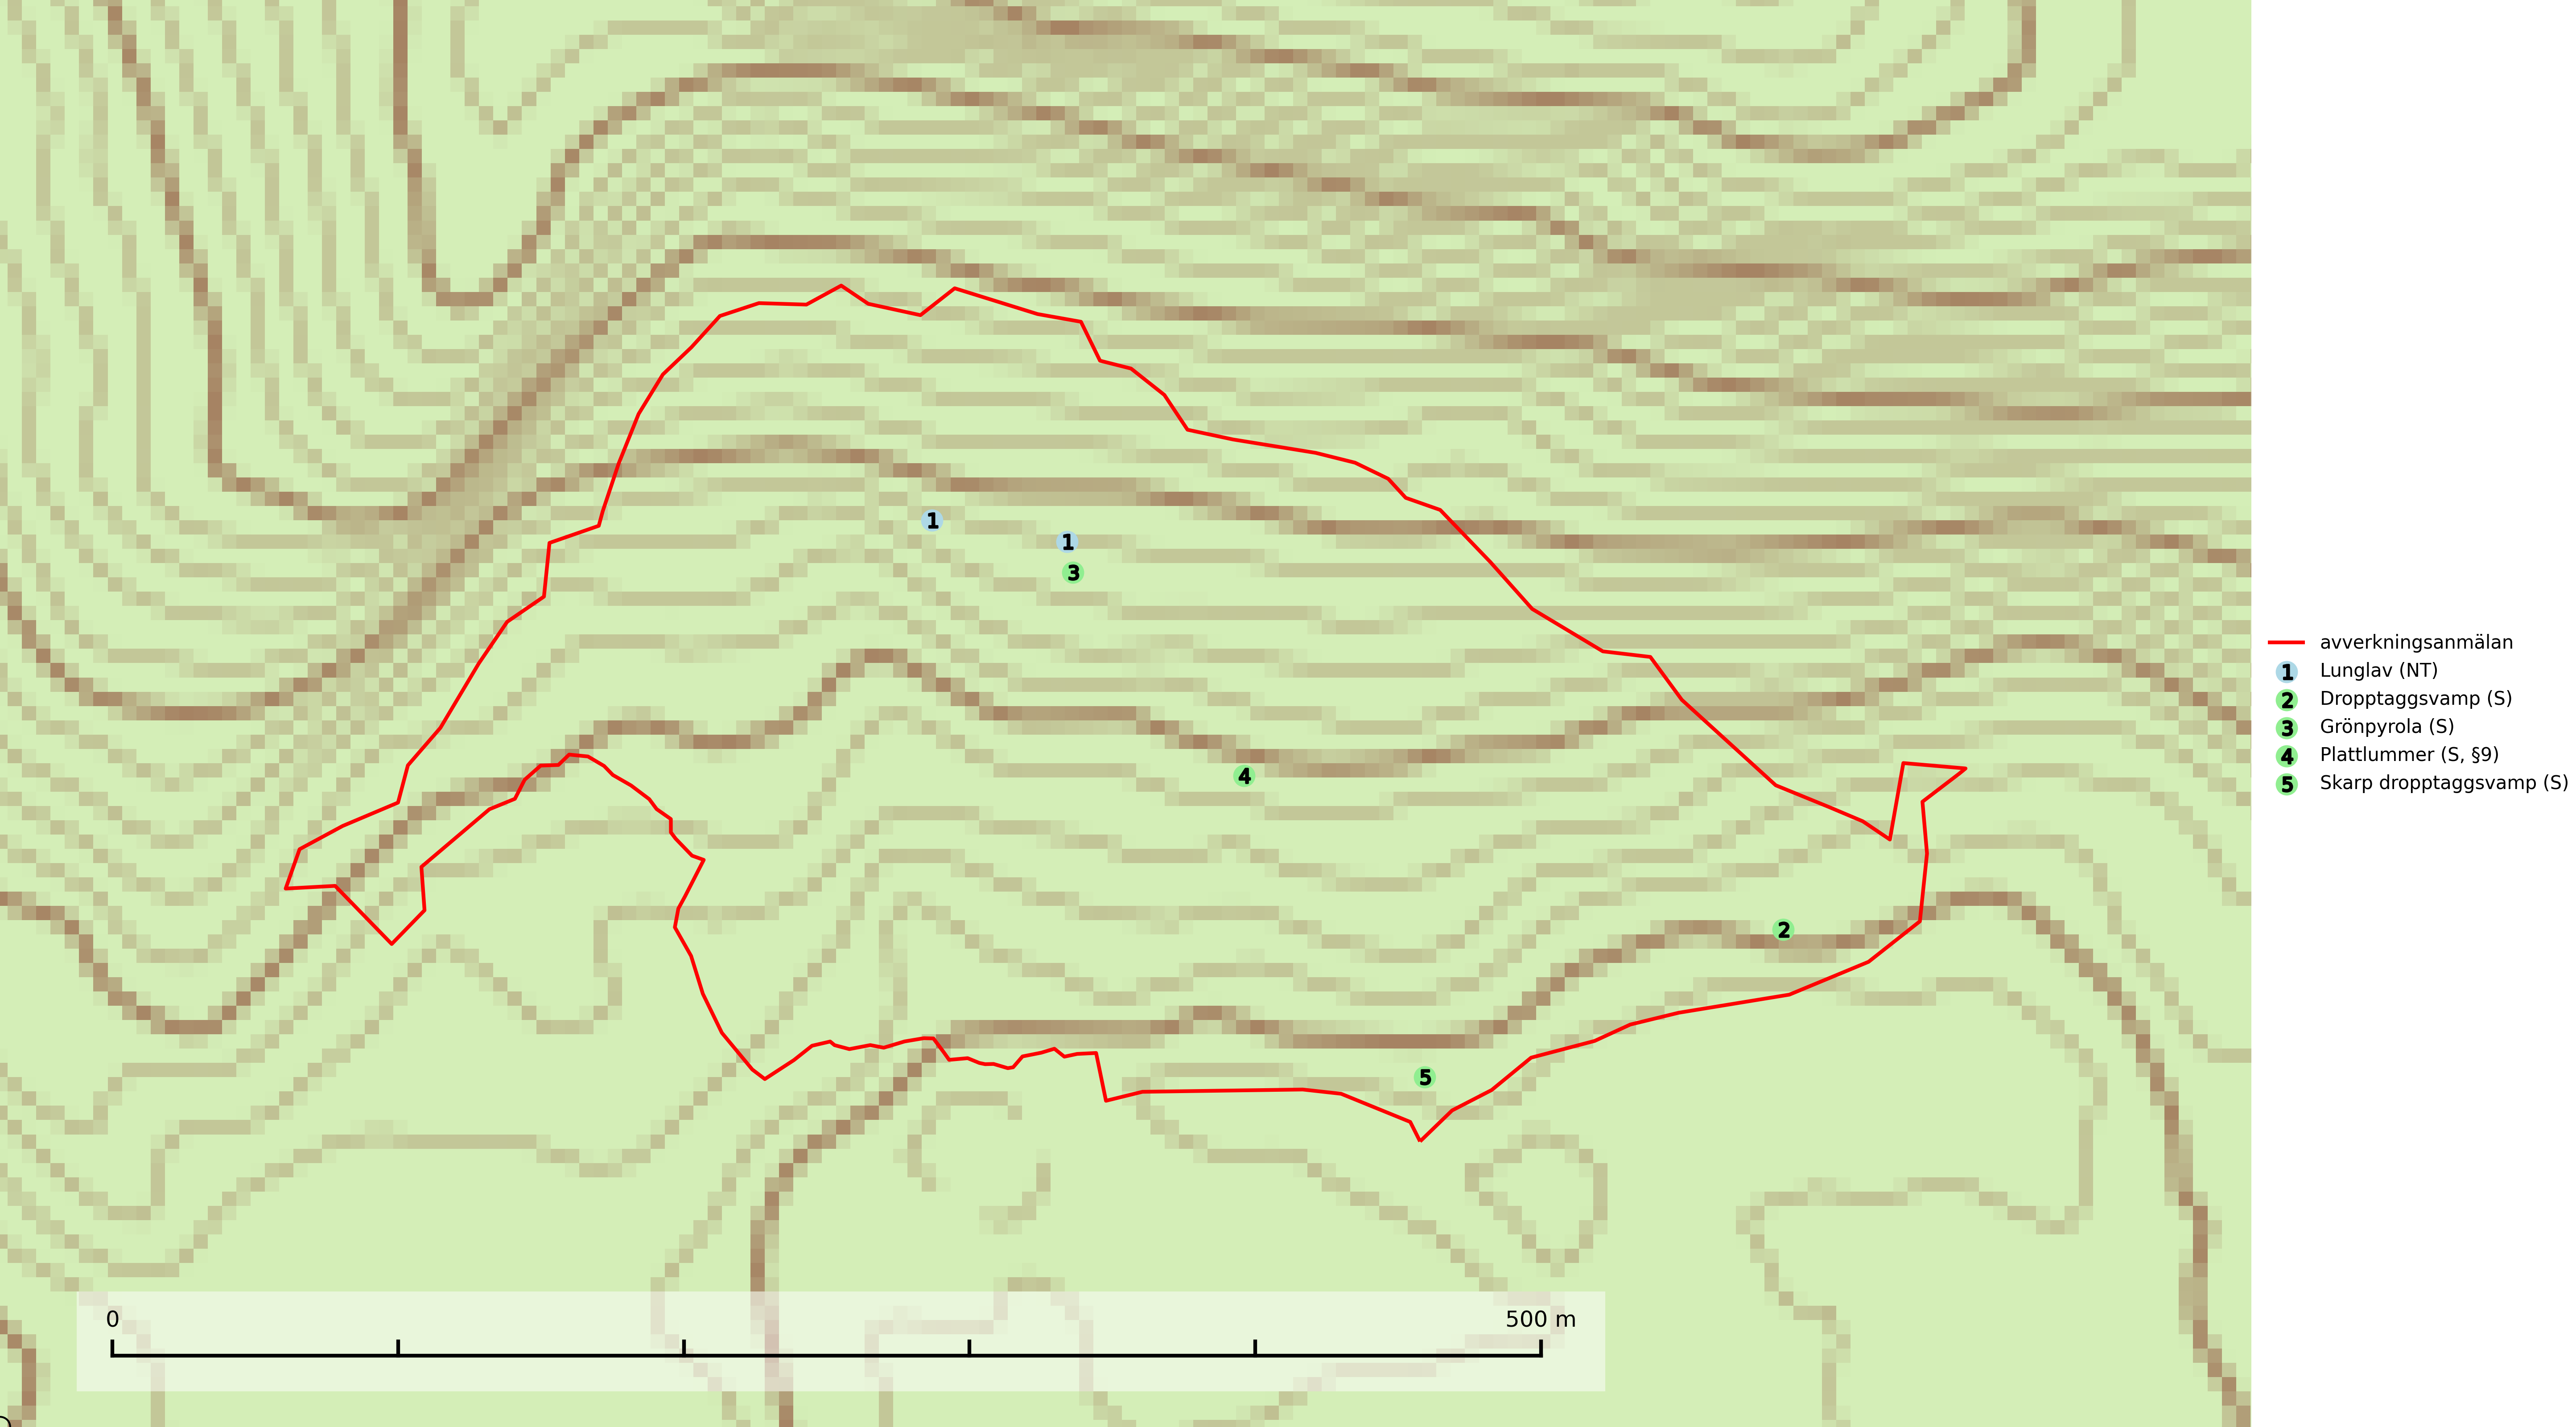 1
1
3
4
2
5
0 500 m
avverkningsanmälan
1 Lunglav (NT)
2 Dropptaggsvamp (S)
3 Grönpyrola (S)
4 Plattlummer (S, §9)
5 Skarp dropptaggsvamp (S)